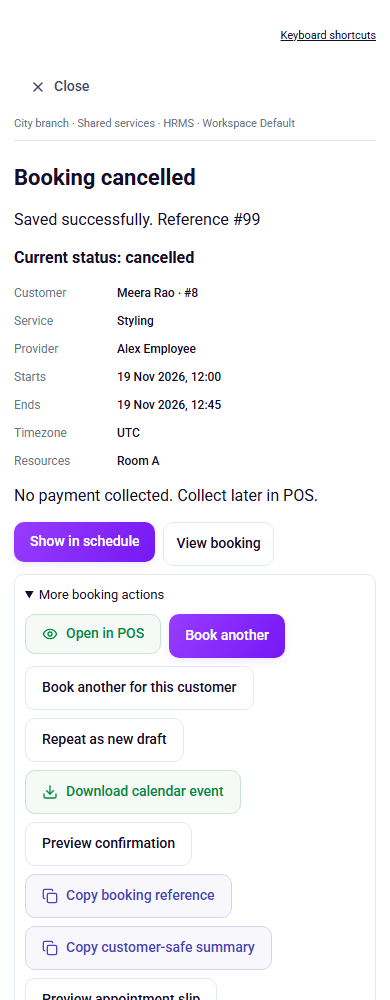 Keyboard shortcuts
Close
City branch · Shared services · HRMS · Workspace Default
Booking cancelled
Saved successfully. Reference #99
Current status: cancelled
Customer Meera Rao · #8
Service Styling
Provider Alex Employee
Starts 19 Nov 2026, 12:00
Ends 19 Nov 2026, 12:45
Timezone UTC
Resources Room A
No payment collected. Collect later in POS.
Show in schedule View booking
More booking actions
Open in POS Book another
Book another for this customer
Repeat as new draft
Download calendar event
Preview confirmation
Copy booking reference
Copy customer-safe summary
Preview appointment slip